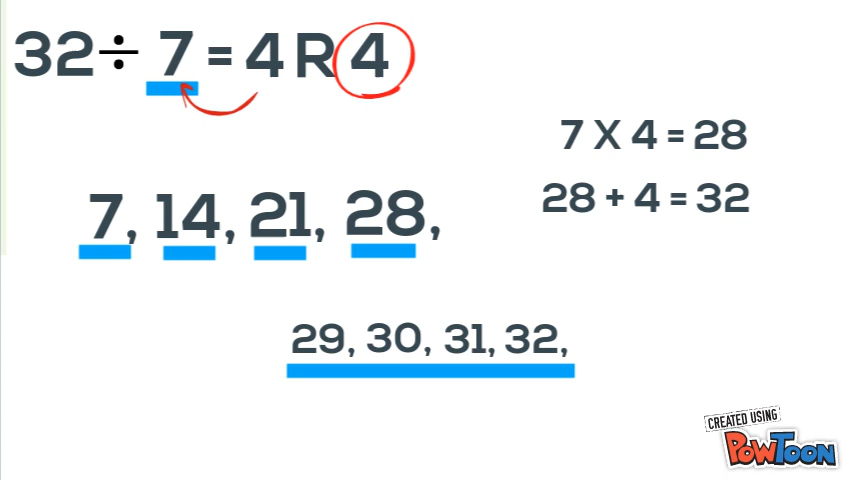 32 ÷ 7 = 4 R 4
7 X 4 = 28
28 + 4 = 32
7, 14, 21, 28,
29, 30, 31, 32,
CREATED USING
POWTOON